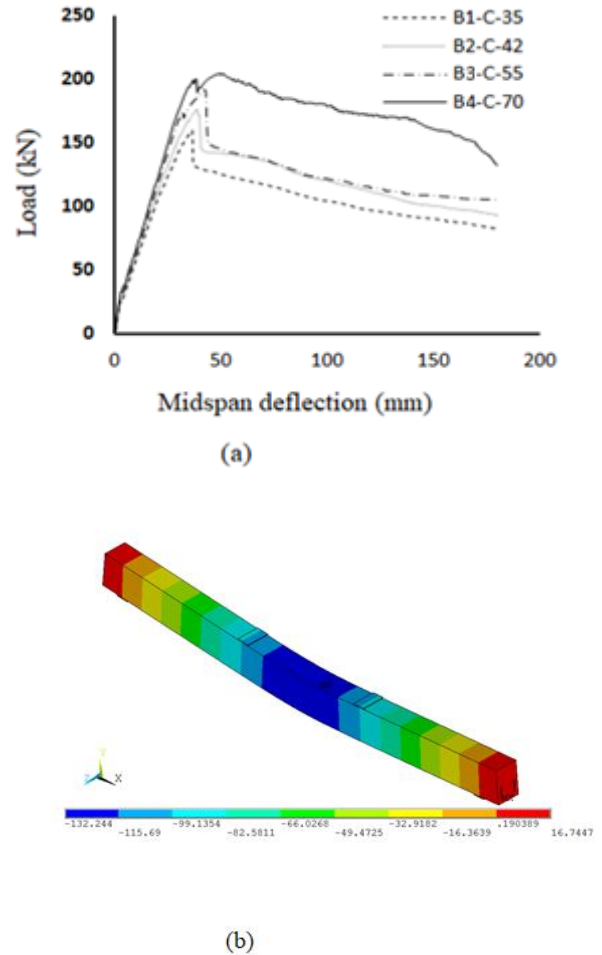 B1-C-35
B2-C-42
B3-C-55
B4-C-70
250
200
150
100
50
0
Load (kN)
0 50 100 150 200
Midspan deflection (mm)
(a)
Y
Z X
-132.244 -99.1354 -66.0268 -32.9182 .190389
-115.69 -82.5811 -49.4725 -16.3639 16.7447
(b)